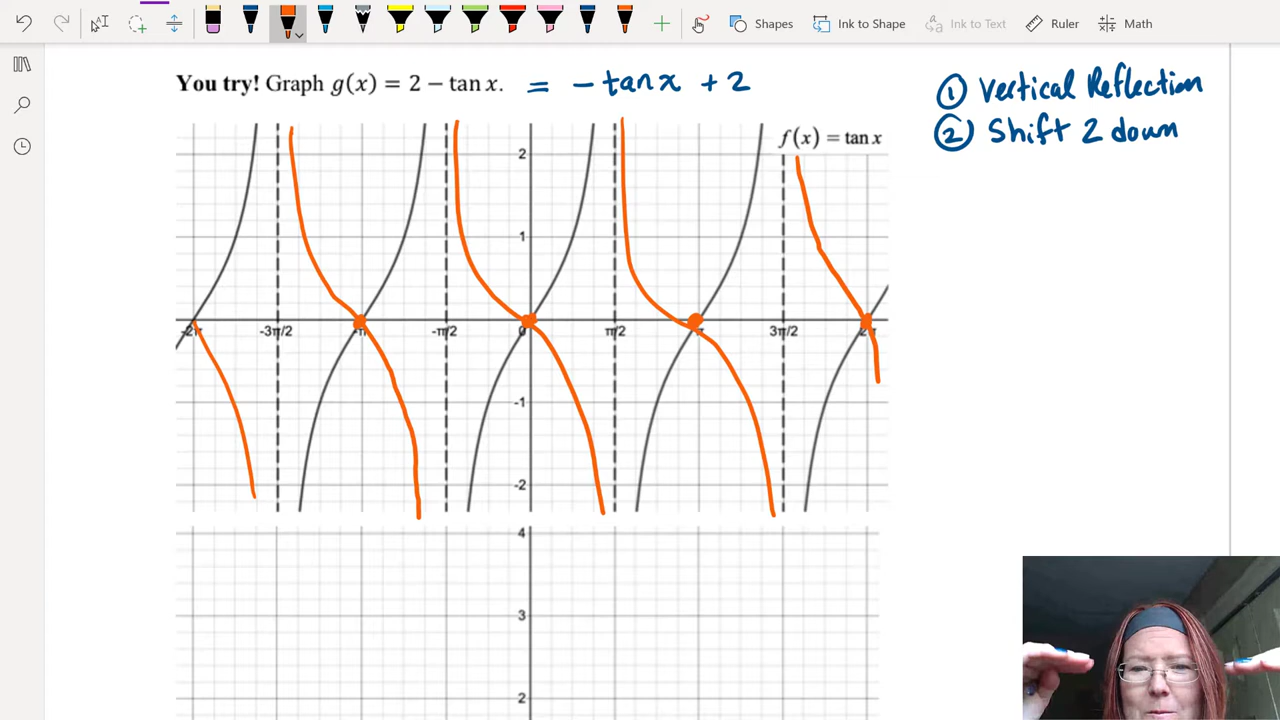 Shapes Ink to Shape Ink to Text Ruler Math
You try! Graph g(x) = 2 − tan x. = − tan x + 2
① Vertical Reflection
② Shift 2 down
f(x) = tan x
2
1
-2π -3π/2 -π -π/2 0 π/2 π 3π/2 2π
-1
-2
4
3
2